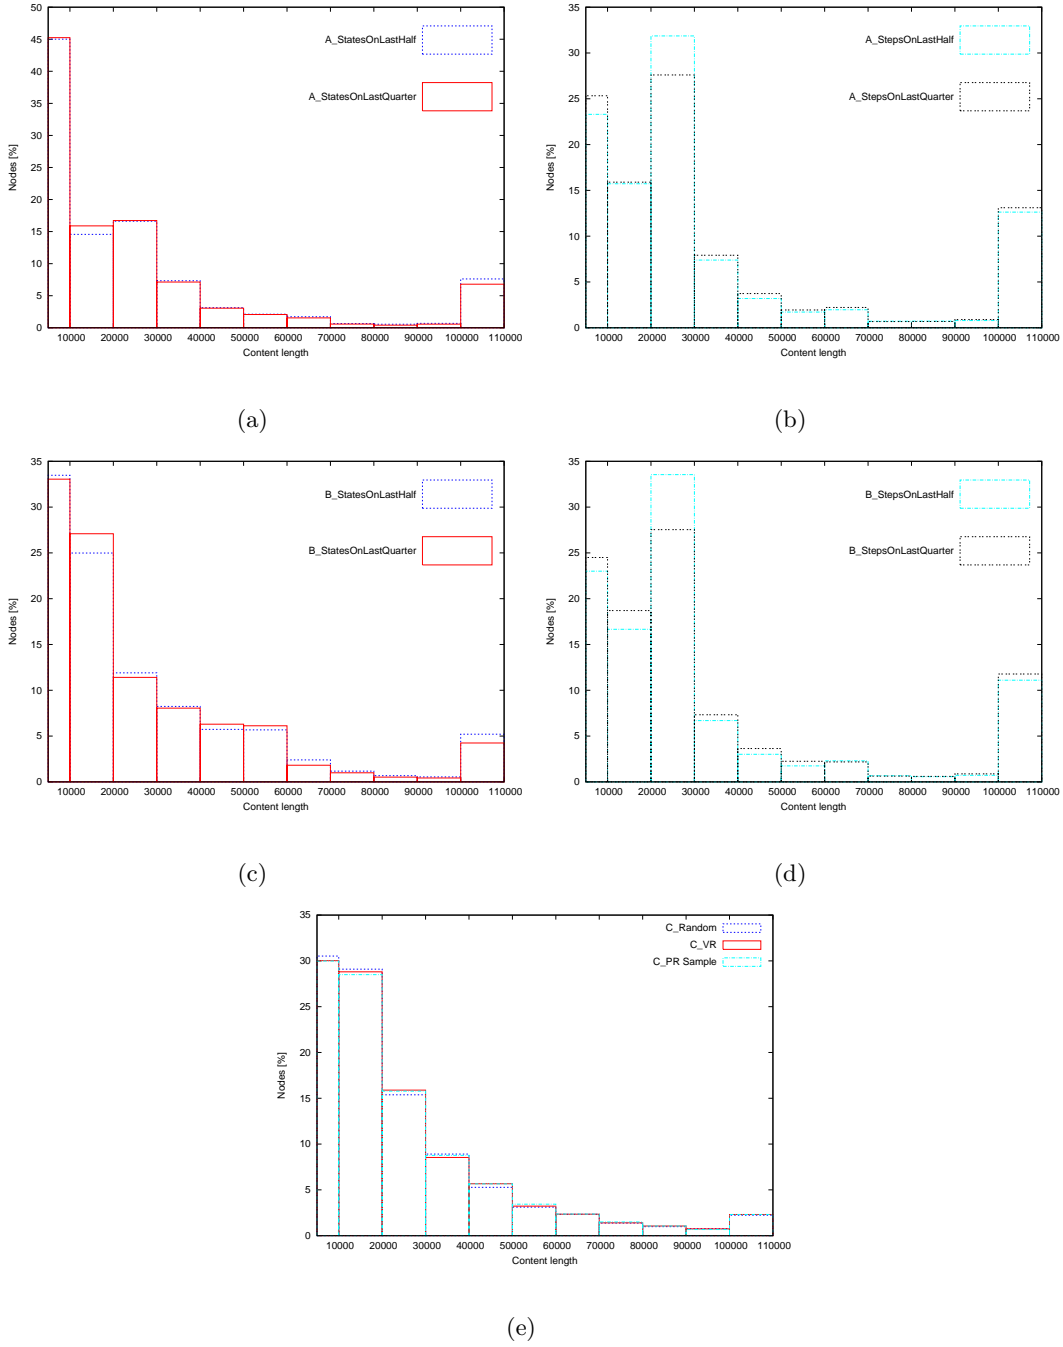 50
45
40
35
30
25
20
15
10
5
0
Nodes [%]
A_StatesOnLastHalf
A_StatesOnLastQuarter
10000 20000 30000 40000 50000 60000 70000 80000 90000 100000 110000
Content length
(a)
35
30
25
20
15
10
5
0
Nodes [%]
A_StepsOnLastHalf
A_StepsOnLastQuarter
10000 20000 30000 40000 50000 60000 70000 80000 90000 100000 110000
Content length
(b)
35
30
25
20
15
10
5
0
Nodes [%]
B_StatesOnLastHalf
B_StatesOnLastQuarter
10000 20000 30000 40000 50000 60000 70000 80000 90000 100000 110000
Content length
(c)
35
30
25
20
15
10
5
0
Nodes [%]
B_StepsOnLastHalf
B_StepsOnLastQuarter
10000 20000 30000 40000 50000 60000 70000 80000 90000 100000 110000
Content length
(d)
35
30
25
20
15
10
5
0
Nodes [%]
C_Random
C_VR
C_PR Sample
10000 20000 30000 40000 50000 60000 70000 80000 90000 100000 110000
Content length
(e)